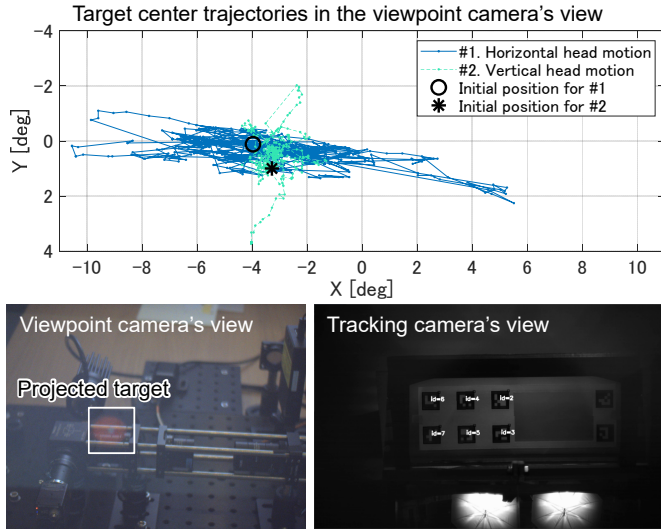 Target center trajectories in the viewpoint camera's view
−4
−2
0
2
4
Y [deg]
#1. Horizontal head motion
#2. Vertical head motion
Initial position for #1
Initial position for #2
−10 −8 −6 −4 −2 0 2 4 6 8 10
X [deg]
Viewpoint camera's view
Projected target
Tracking camera's view
id=6 id=4 id=2
id=7 id=5 id=3